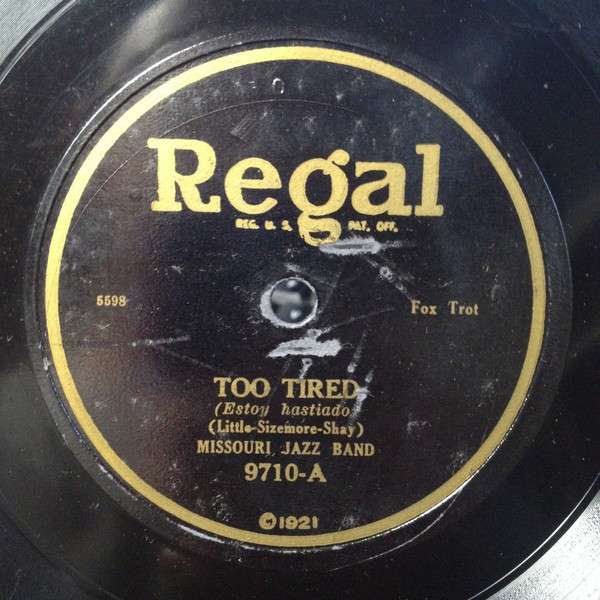 Regal
REG. U. S. PAT. OFF.
5598
Fox Trot
TOO TIRED
(Estoy hastiado)
(Little-Sizemore-Shay)
MISSOURI JAZZ BAND
9710-A
©1921